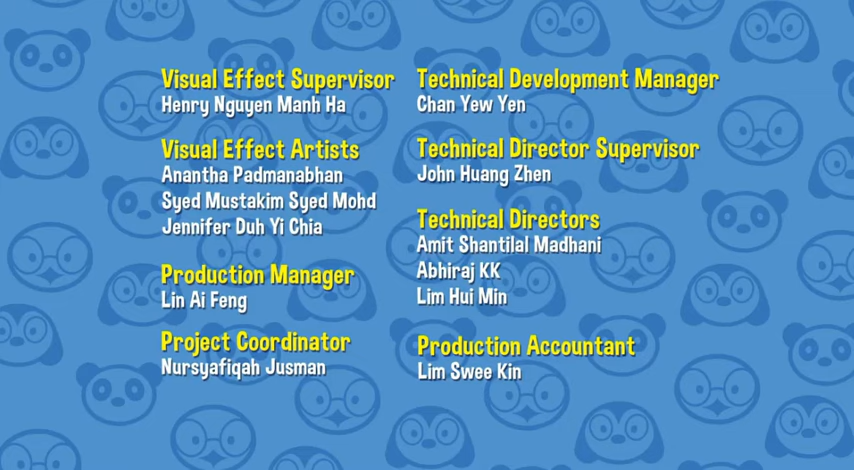 Visual Effect Supervisor
Henry Nguyen Manh Ha
Visual Effect Artists
Anantha Padmanabhan
Syed Mustakim Syed Mohd
Jennifer Duh Yi Chia
Production Manager
Lin Ai Feng
Project Coordinator
Nursyafiqah Jusman
Technical Development Manager
Chan Yew Yen
Technical Director Supervisor
John Huang Zhen
Technical Directors
Amit Shantilal Madhani
Abhiraj KK
Lim Hui Min
Production Accountant
Lim Swee Kin